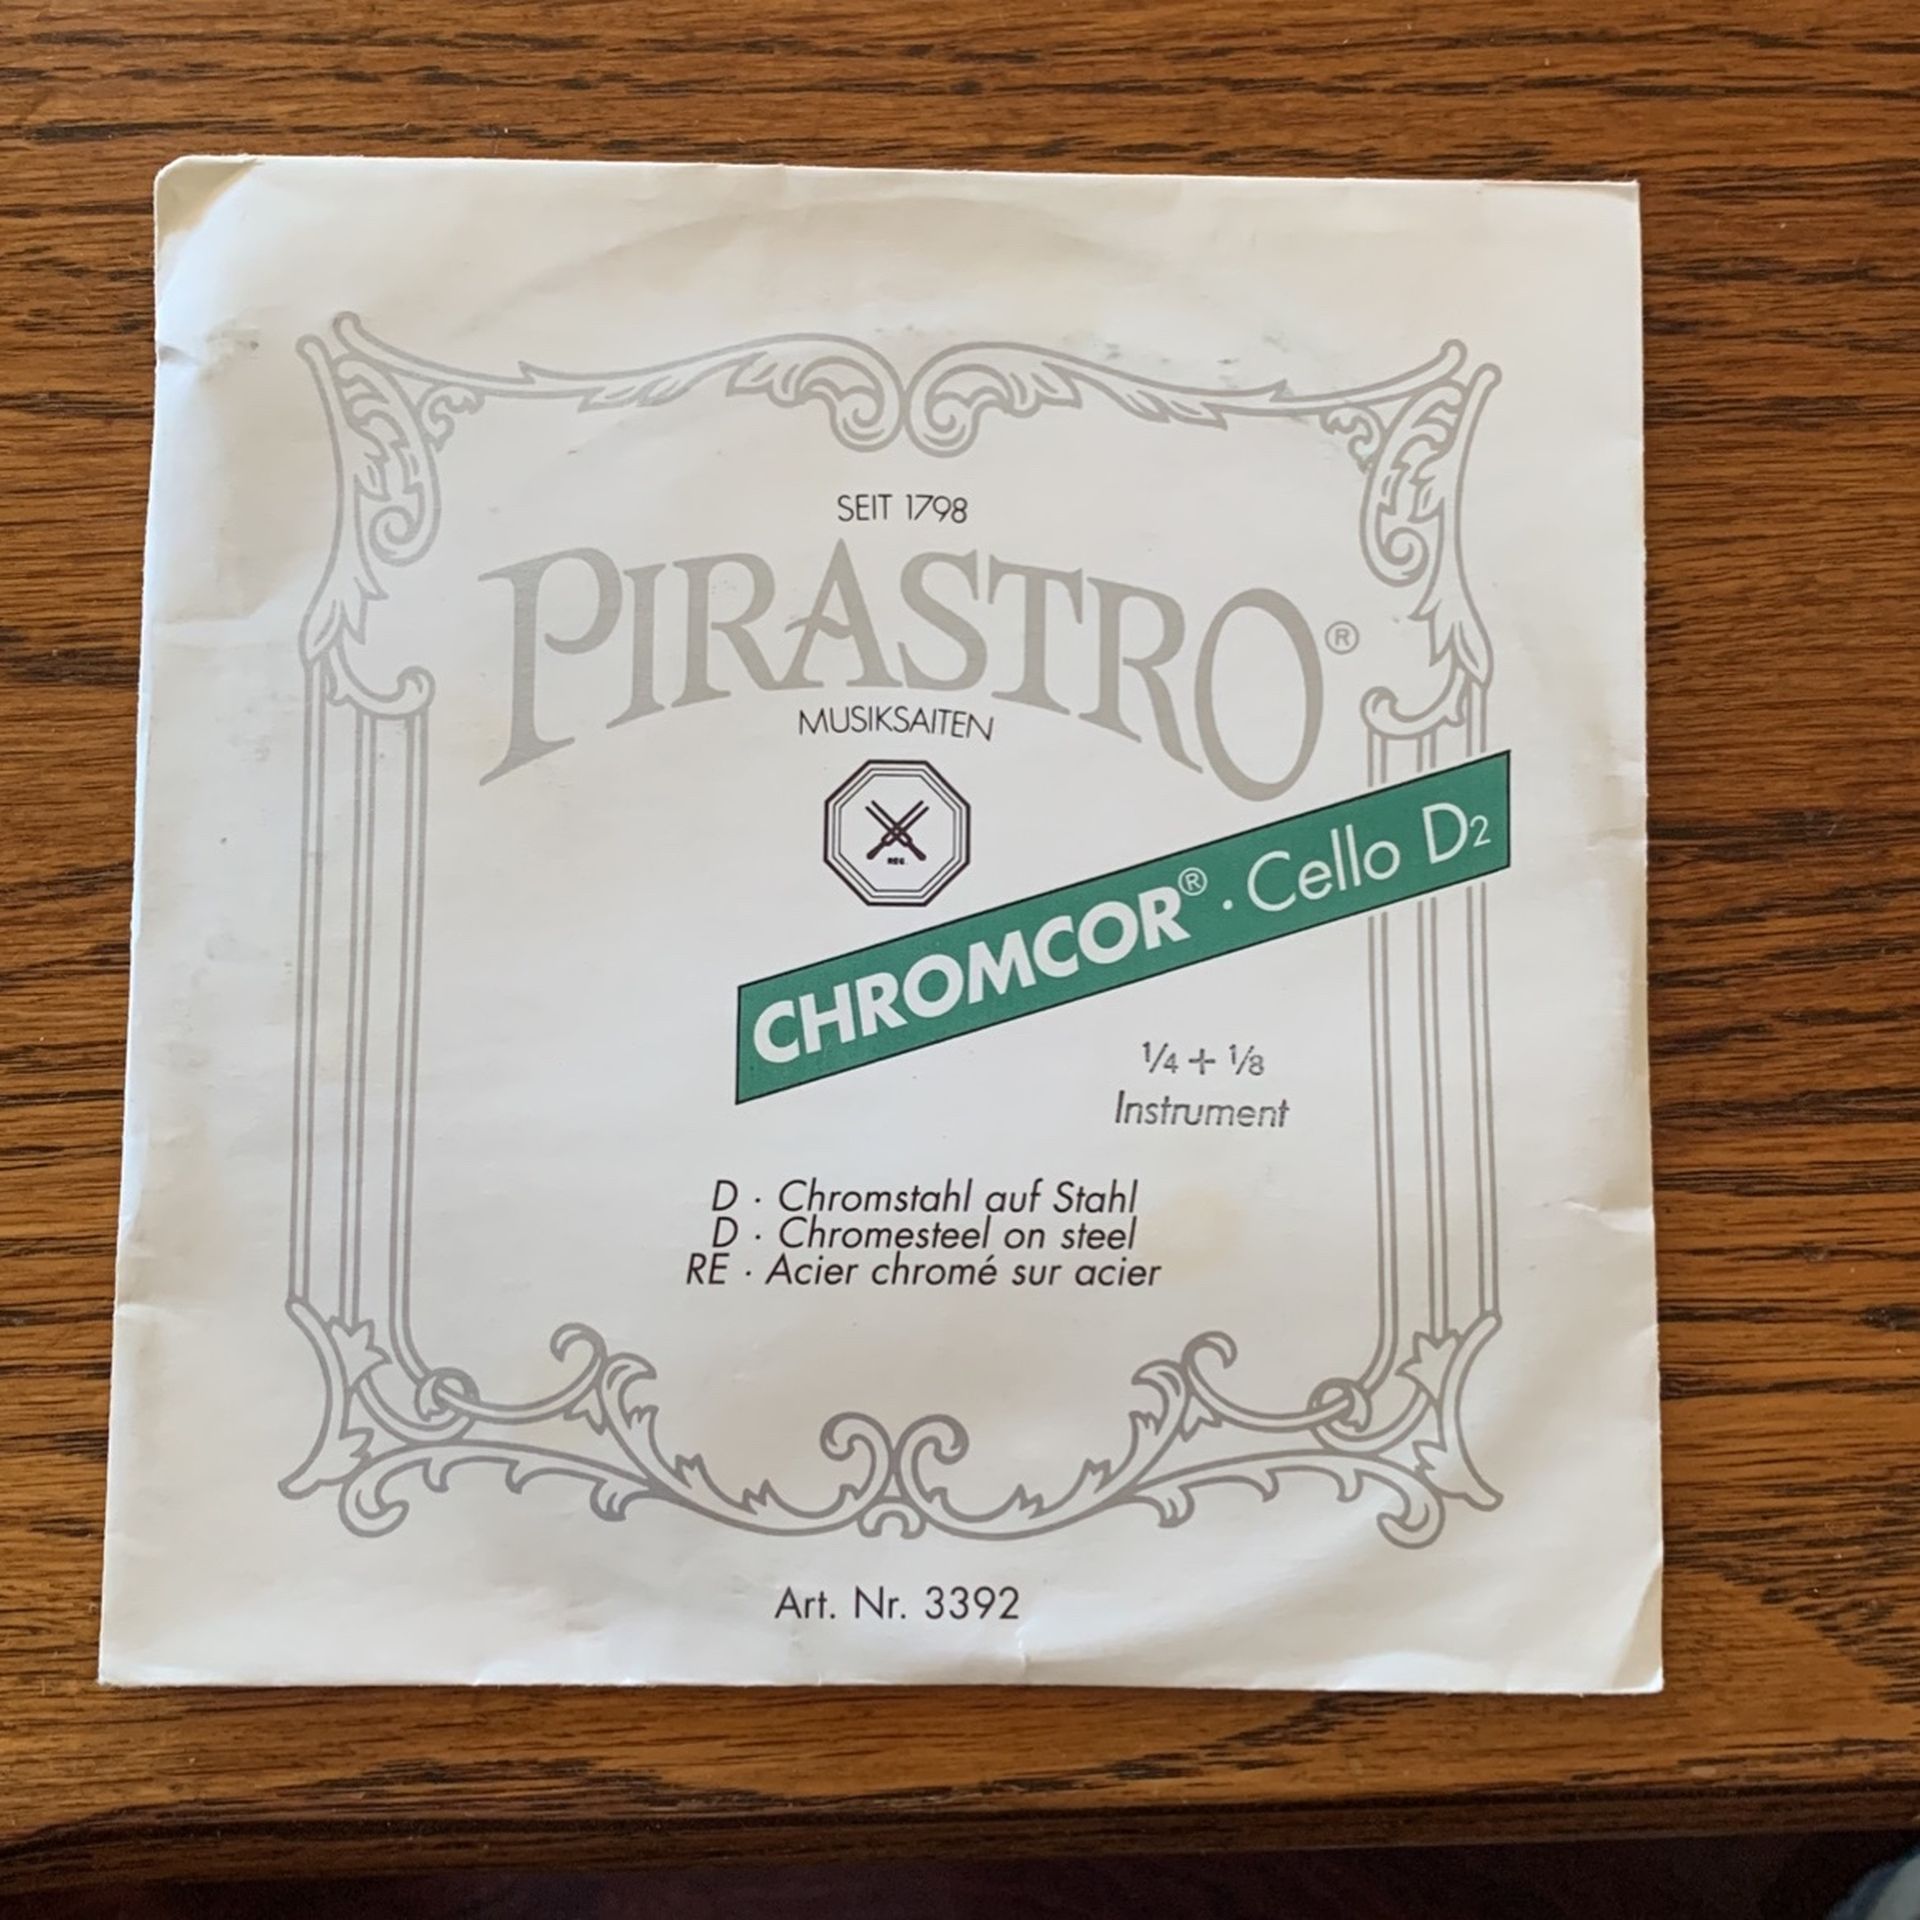 SEIT 1798
PIRASTRO®
MUSIKSAITEN
REG.
CHROMCOR® · Cello D2
1/4 + 1/8
Instrument
D · Chromstahl auf Stahl
D · Chromesteel on steel
RE · Acier chromé sur acier
Art. Nr. 3392